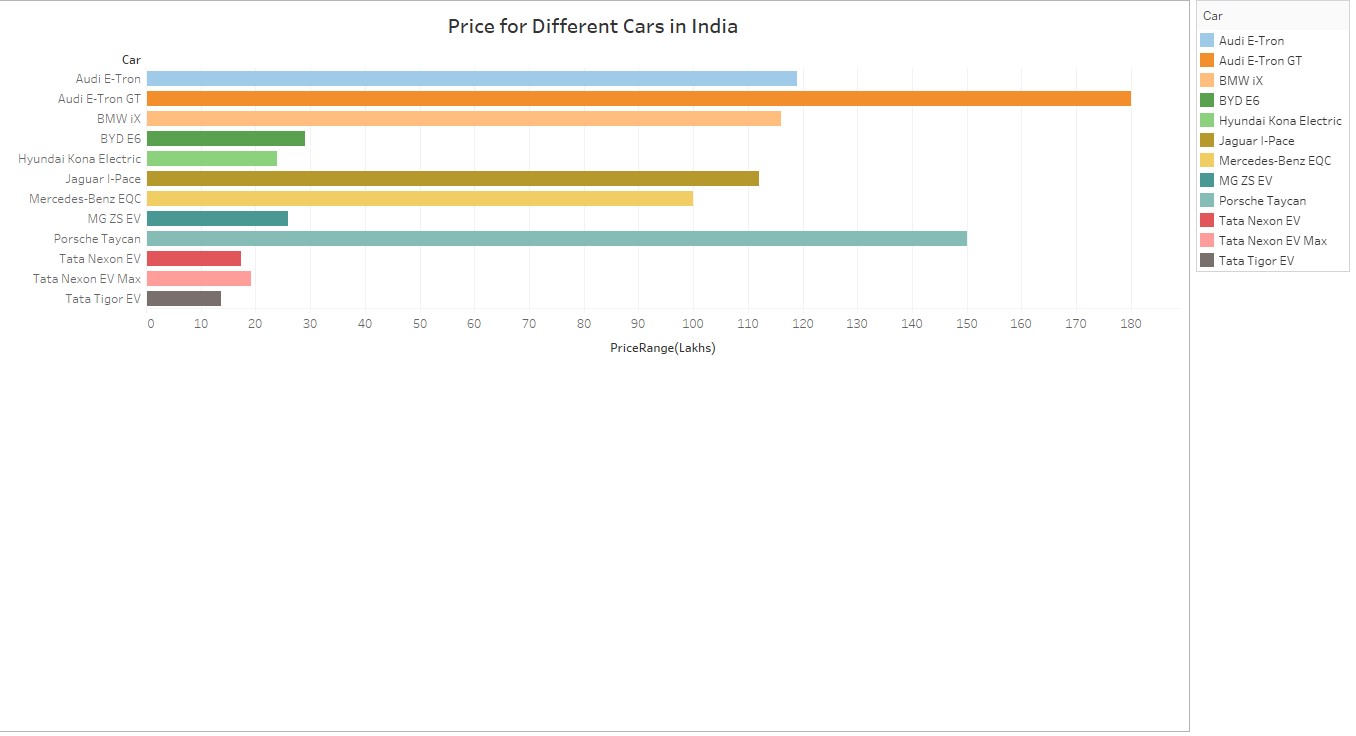 Price for Different Cars in India
Car
Audi E-Tron
Audi E-Tron GT
BMW iX
BYD E6
Hyundai Kona Electric
Jaguar I-Pace
Mercedes-Benz EQC
MG ZS EV
Porsche Taycan
Tata Nexon EV
Tata Nexon EV Max
Tata Tigor EV
0 10 20 30 40 50 60 70 80 90 100 110 120 130 140 150 160 170 180
PriceRange(Lakhs)
Car
Audi E-Tron
Audi E-Tron GT
BMW iX
BYD E6
Hyundai Kona Electric
Jaguar I-Pace
Mercedes-Benz EQC
MG ZS EV
Porsche Taycan
Tata Nexon EV
Tata Nexon EV Max
Tata Tigor EV